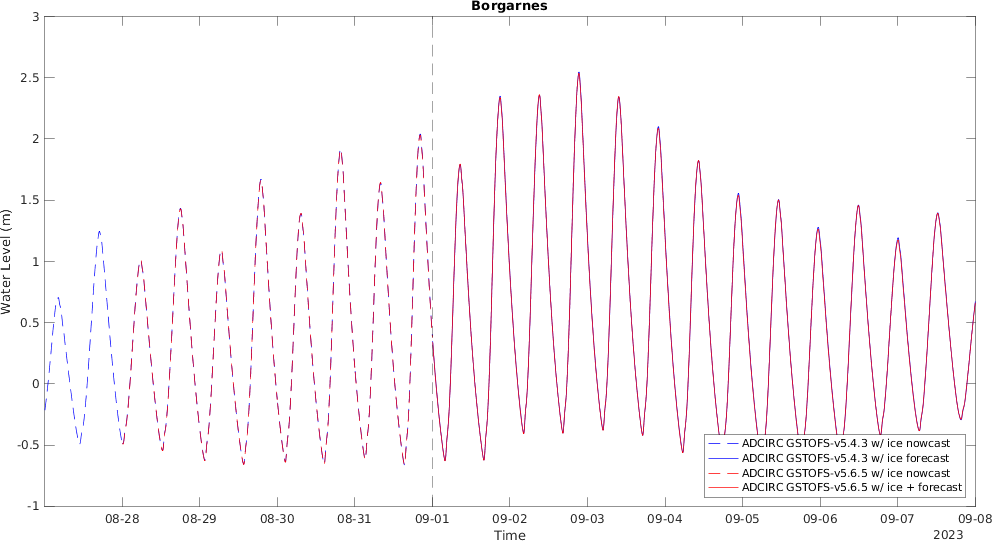 Borgarnes
3
2.5
2
1.5
1
0.5
0
-0.5
-1
Water Level (m)
08-28 08-29 08-30 08-31 09-01 09-02 09-03 09-04 09-05 09-06 09-07 09-08
Time
2023
ADCIRC GSTOFS-v5.4.3 w/ ice nowcast
ADCIRC GSTOFS-v5.4.3 w/ ice forecast
ADCIRC GSTOFS-v5.6.5 w/ ice nowcast
ADCIRC GSTOFS-v5.6.5 w/ ice + forecast